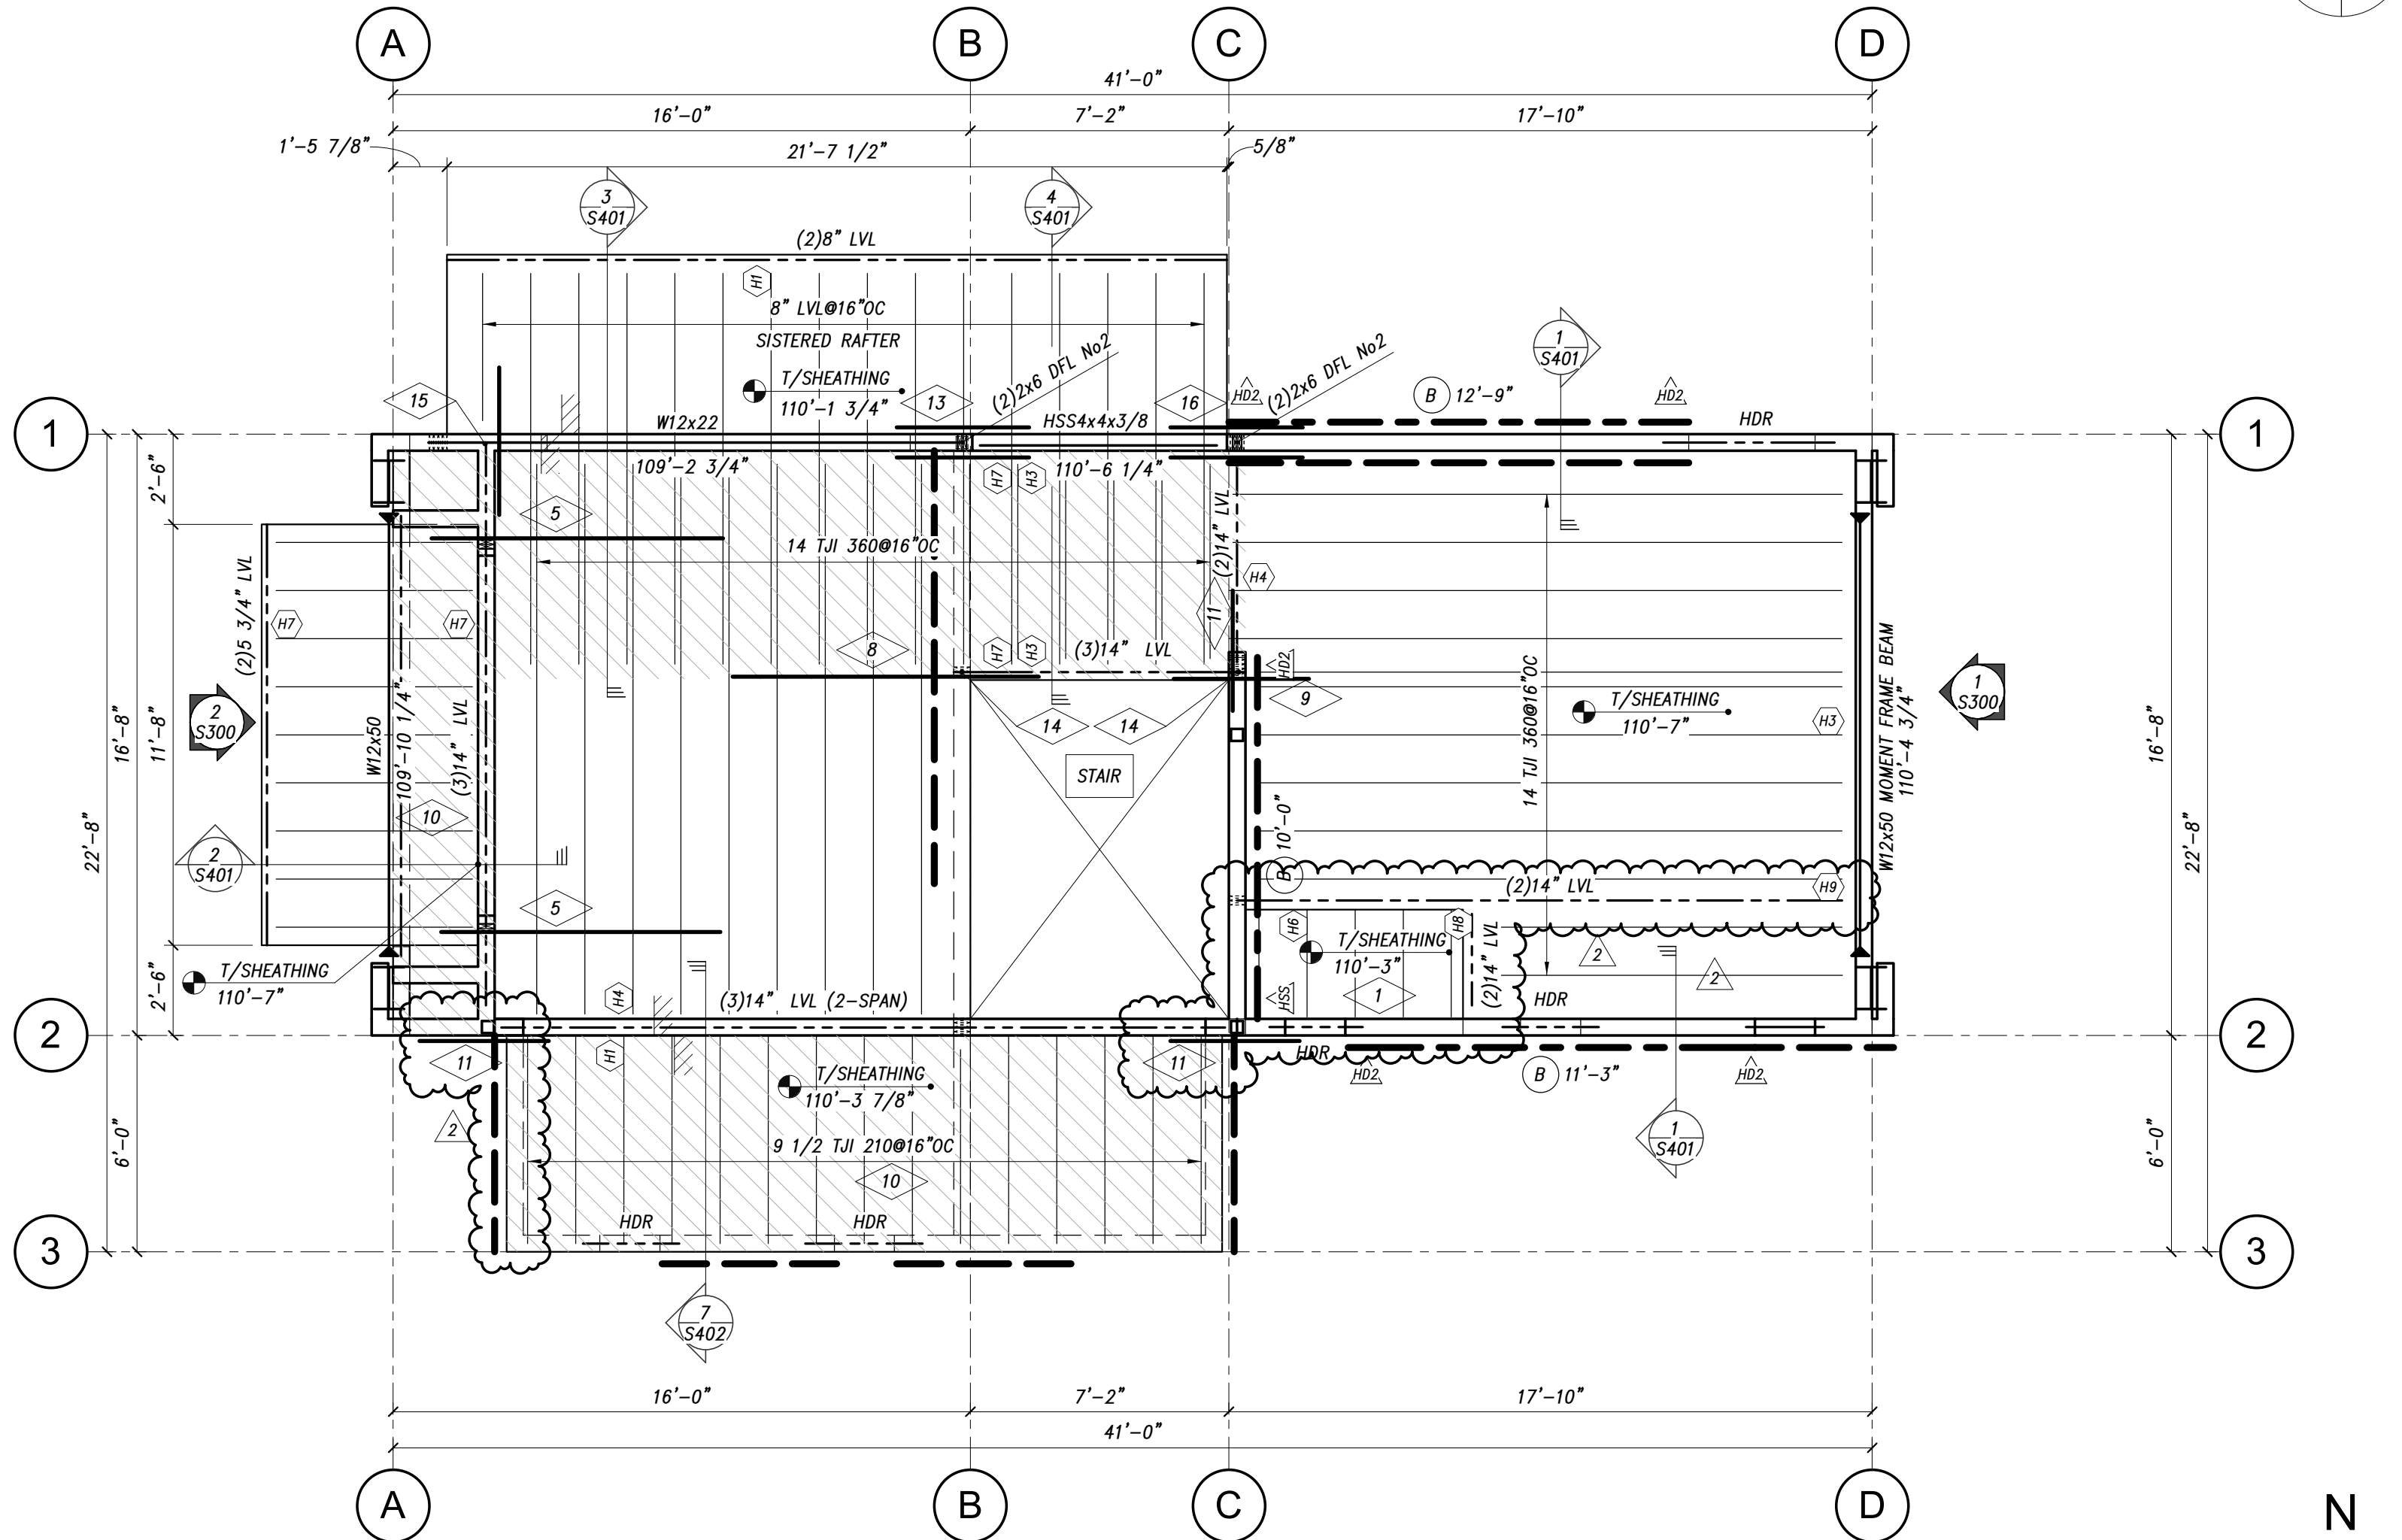 A
B
C
D
41'-0"
16'-0"
7'-2"
17'-10"
1'-5 7/8"
21'-7 1/2"
5/8"
3
S401
4
S401
(2)8" LVL
H1
8" LVL@16"OC
SISTERED RAFTER
1
S401
T/SHEATHING
110'-1 3/4"
15
13
(2)2x6 DFL No2
16
HD2
(2)2x6 DFL No2
B
12'-9"
HD2
HDR
1
W12x22
HSS4x4x3/8
1
109'-2 3/4"
110'-6 1/4"
2'-6"
H7
H3
5
(2)14" LVL
14 TJI 360@16"OC
H4
(2)5 3/4" LVL
H7
H7
11
8
H7
H3
(3)14" LVL
HD2
9
2
S300
16'-8"
11'-8"
W12x50
109'-10 1/4"
(3)14" LVL
14
14
STAIR
14 TJI 360@16"OC
T/SHEATHING
110'-7"
H3
W12x50 MOMENT FRAME BEAM
110'-4 3/4"
1
S300
16'-8"
10
22'-8"
B
10'-0"
22'-8"
2
S401
(2)14" LVL
H9
5
H6
H8
T/SHEATHING
110'-3"
(2)14" LVL
2
2
T/SHEATHING
110'-7"
2'-6"
H4
(3)14" LVL (2-SPAN)
HSS
1
HDR
2
2
11
H1
11
HDR
HD2
B
11'-3"
HD2
T/SHEATHING
110'-3 7/8"
2
6'-0"
9 1/2 TJI 210@16"OC
10
1
S401
6'-0"
HDR
HDR
3
3
7
S402
16'-0"
7'-2"
17'-10"
41'-0"
A
B
C
D
N